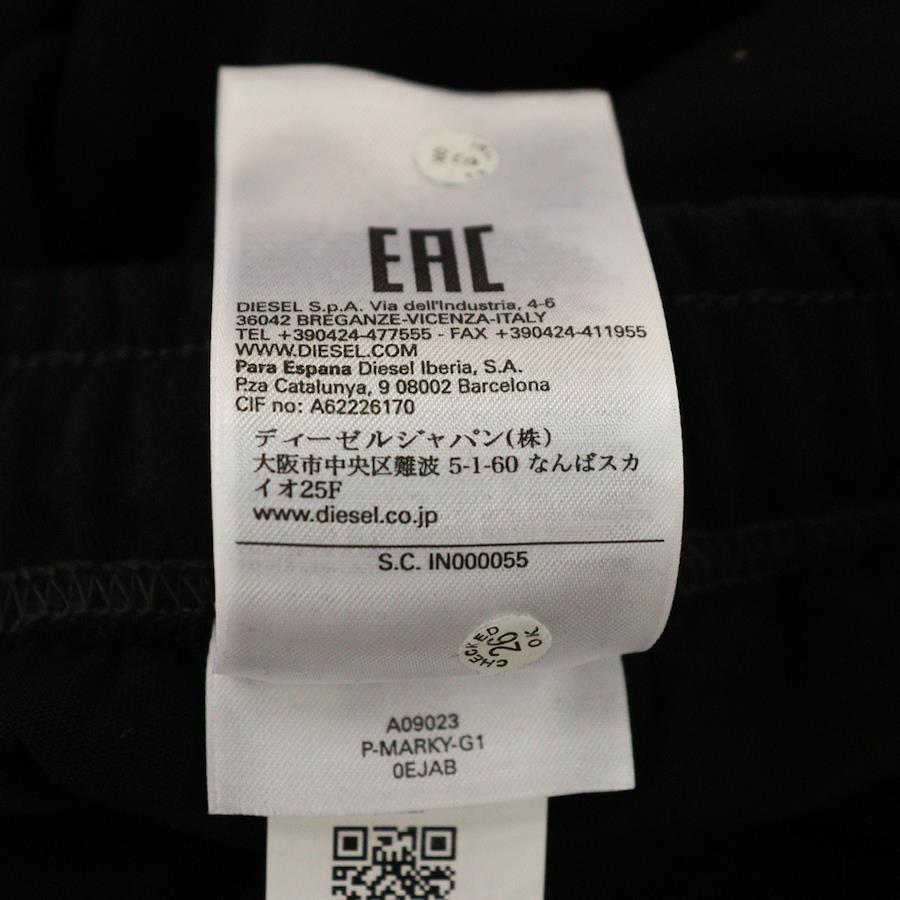 EAC
DIESEL S.p.A. Via dell'Industria, 4-6
36042 BREGANZE-VICENZA-ITALY
TEL +390424-477555 - FAX +390424-411955
WWW.DIESEL.COM
Para Espana Diesel Iberia, S.A.
P.za Catalunya, 9 08002 Barcelona
CIF no: A62226170
ディーゼルジャパン(株)
大阪市中央区難波 5-1-60 なんばスカ
イオ25F
www.diesel.co.jp
S.C. IN000055
CHECKED
26
OK
A09023
P-MARKY-G1
0EJAB